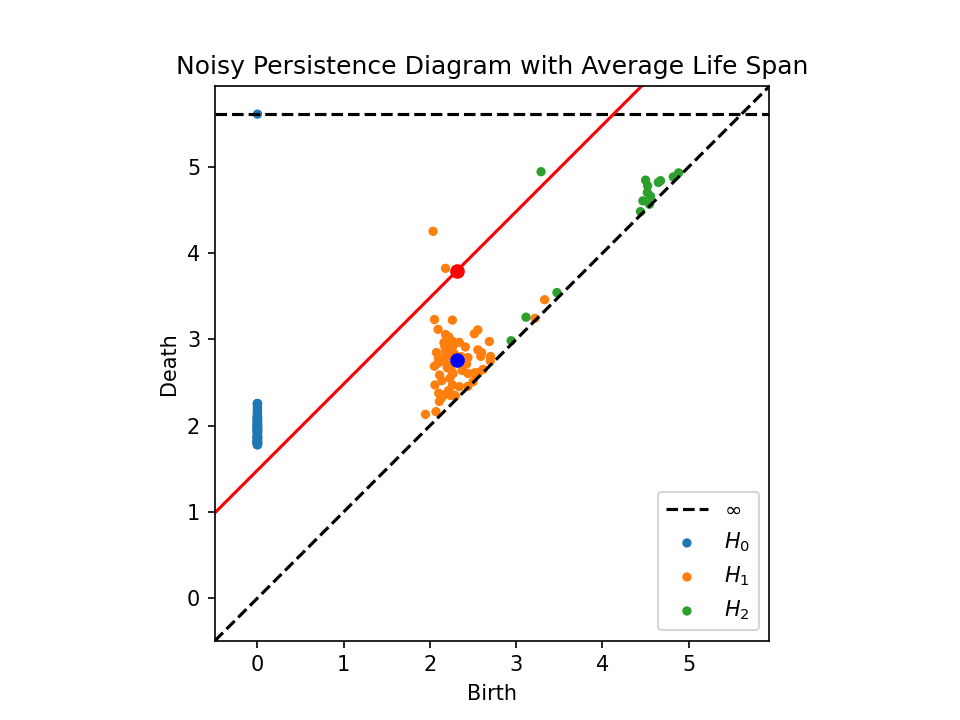 Noisy Persistence Diagram with Average Life Span
Death
5
4
3
2
1
0
0 1 2 3 4 5
Birth
∞
H₀
H₁
H₂